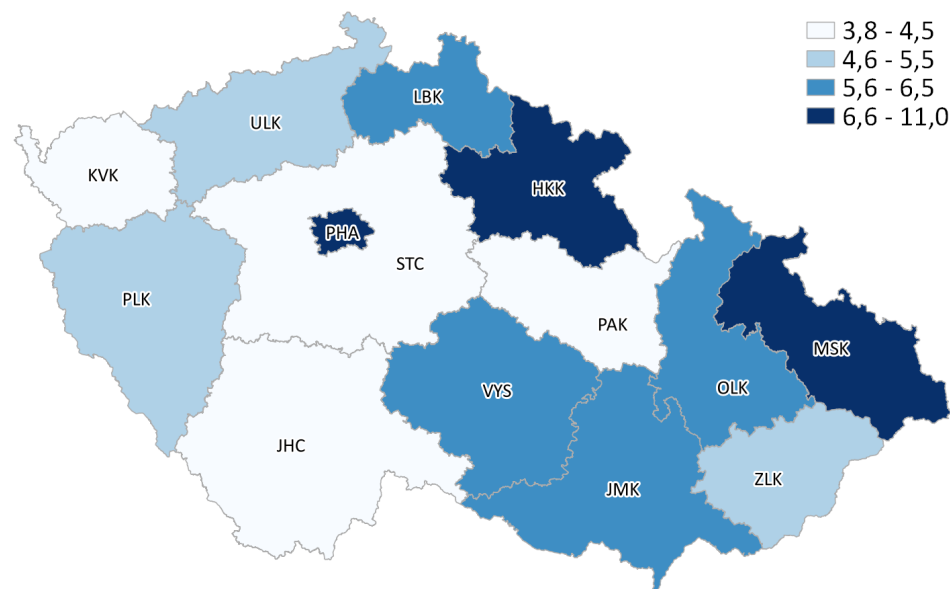 3,8 - 4,5
4,6 - 5,5
5,6 - 6,5
6,6 - 11,0
LBK
ULK
KVK
HKK
PHA
STC
PLK
PAK
MSK
VYS
OLK
JHC
ZLK
JMK